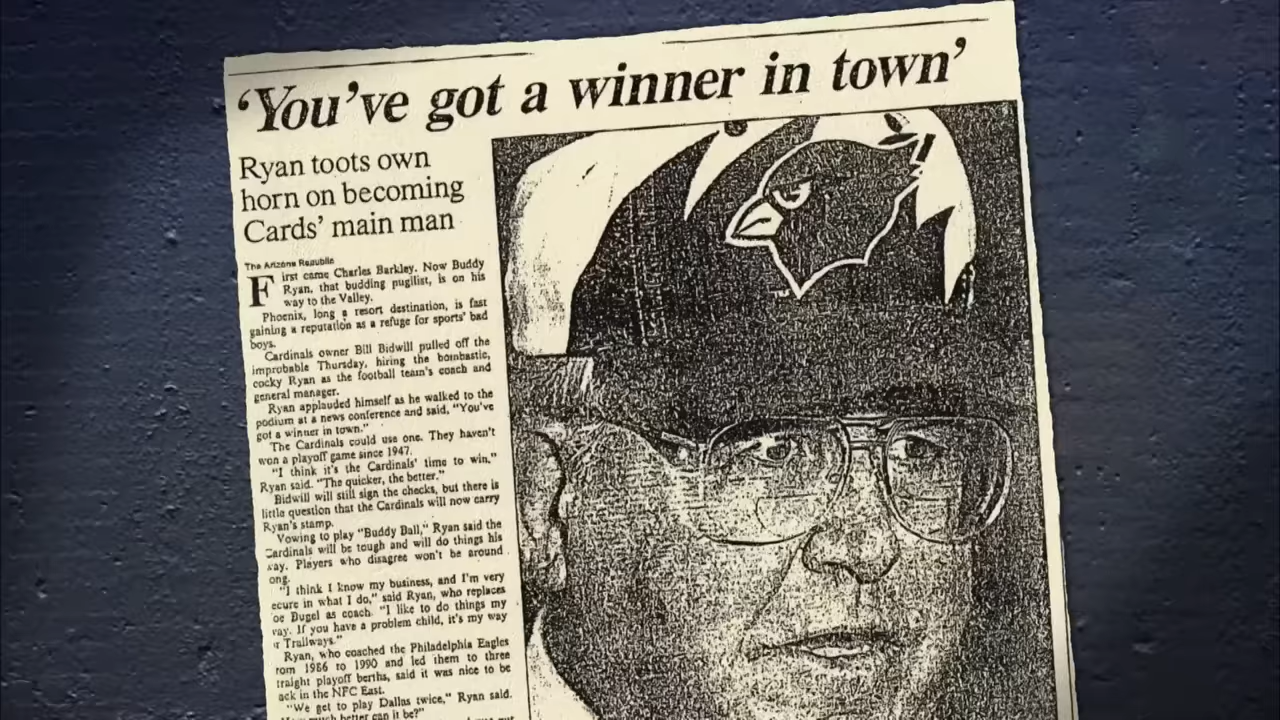 ‘You’ve got a winner in town’
Ryan toots own
horn on becoming
Cards’ main man
The Arizona Republic
First came Charles Barkley. Now Buddy
Ryan, that budding pugilist, is on his
way to the Valley.
Phoenix, long a resort destination, is fast
gaining a reputation as a refuge for sports’ bad
boys.
Cardinals owner Bill Bidwill pulled off the
improbable Thursday, hiring the bombastic,
cocky Ryan as the football team’s coach and
general manager.
Ryan applauded himself as he walked to the
podium at a news conference and said, “You’ve
got a winner in town.”
The Cardinals could use one. They haven’t
won a playoff game since 1947.
“I think it’s the Cardinals’ time to win,”
Ryan said. “The quicker, the better.”
Bidwill will still sign the checks, but there is
little question that the Cardinals will now carry
Ryan’s stamp.
Vowing to play “Buddy Ball,” Ryan said the
Cardinals will be tough and will do things his
way. Players who disagree won’t be around
ong.
“I think I know my business, and I’m very
ecure in what I do,” said Ryan, who replaces
oe Bugel as coach. “I like to do things my
vay. If you have a problem child, it’s my way
r Trailways.”
Ryan, who coached the Philadelphia Eagles
rom 1986 to 1990 and led them to three
traight playoff berths, said it was nice to be
ack in the NFC East.
“We get to play Dallas twice,” Ryan said.
much better can it be?”